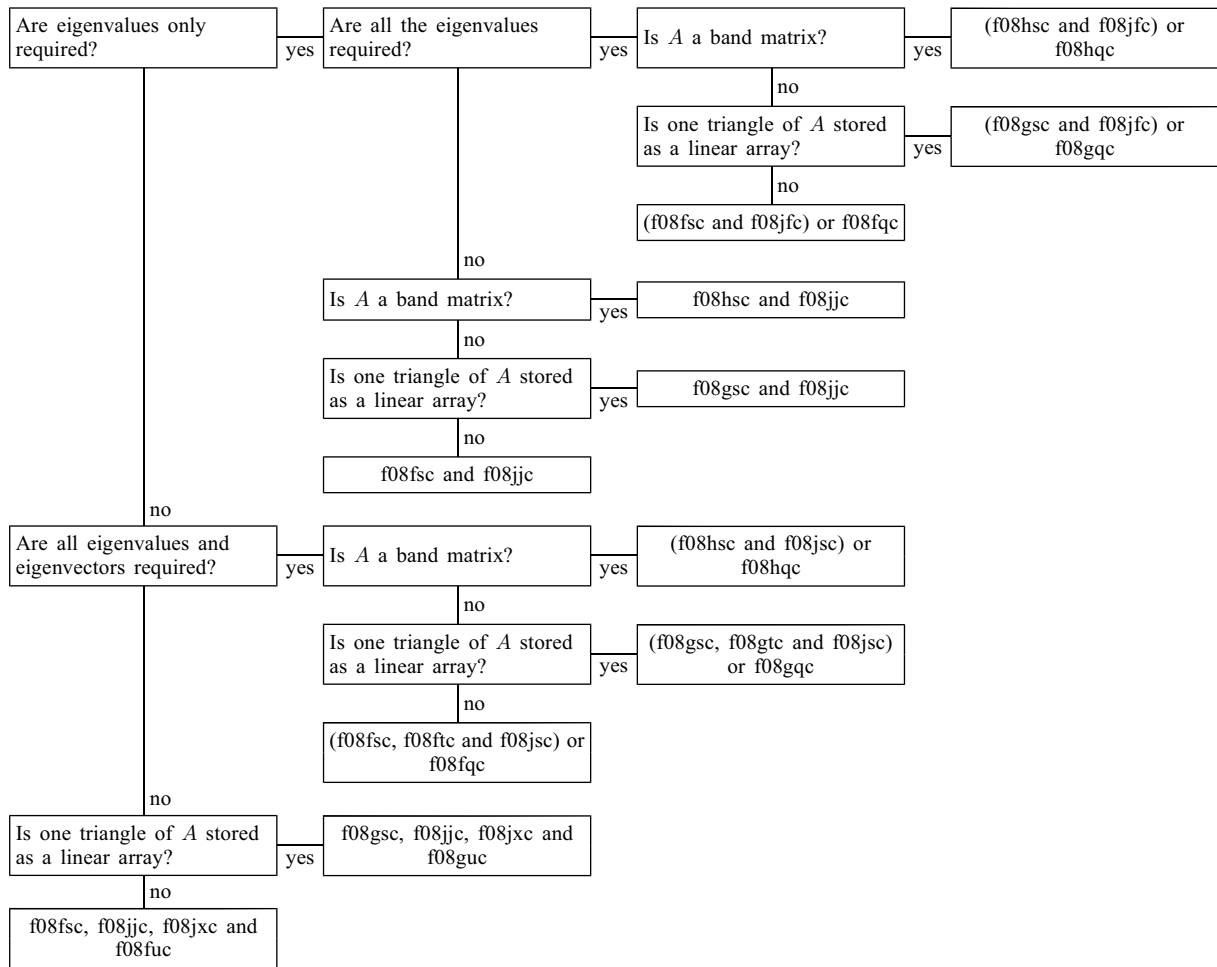 Are eigenvalues only
required?
yes
Are all the eigenvalues
required?
yes
Is A a band matrix?
yes
(f08hsc and f08jfc) or
f08hqc
no
Is one triangle of A stored
as a linear array?
yes
(f08gsc and f08jfc) or
f08gqc
no
(f08fsc and f08jfc) or f08fqc
no
Is A a band matrix?
yes
f08hsc and f08jjc
no
Is one triangle of A stored
as a linear array?
yes
f08gsc and f08jjc
no
f08fsc and f08jjc
no
Are all eigenvalues and
eigenvectors required?
yes
Is A a band matrix?
yes
(f08hsc and f08jsc) or
f08hqc
no
Is one triangle of A stored
as a linear array?
yes
(f08gsc, f08gtc and f08jsc)
or f08gqc
no
(f08fsc, f08ftc and f08jsc) or
f08fqc
no
Is one triangle of A stored
as a linear array?
yes
f08gsc, f08jjc, f08jxc and
f08guc
no
f08fsc, f08jjc, f08jxc and
f08fuc